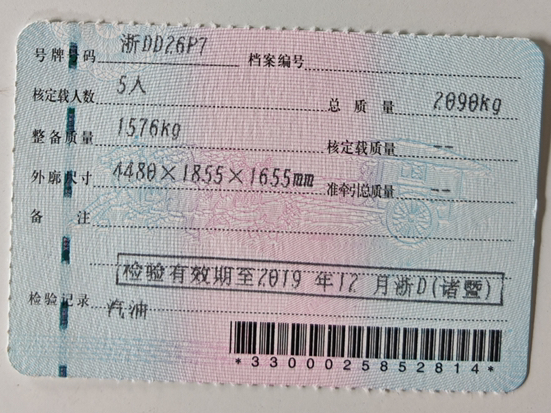 号牌号码 浙DD26P7 档案编号
核定载人数 5人 总质量 2090kg
整备质量 1576kg 核定载质量 --
外廓尺寸 4480×1855×1655mm 准牵引总质量 --
备注
检验有效期至2019年12月浙D(诸暨)
检验记录 汽油
*3300025852814*